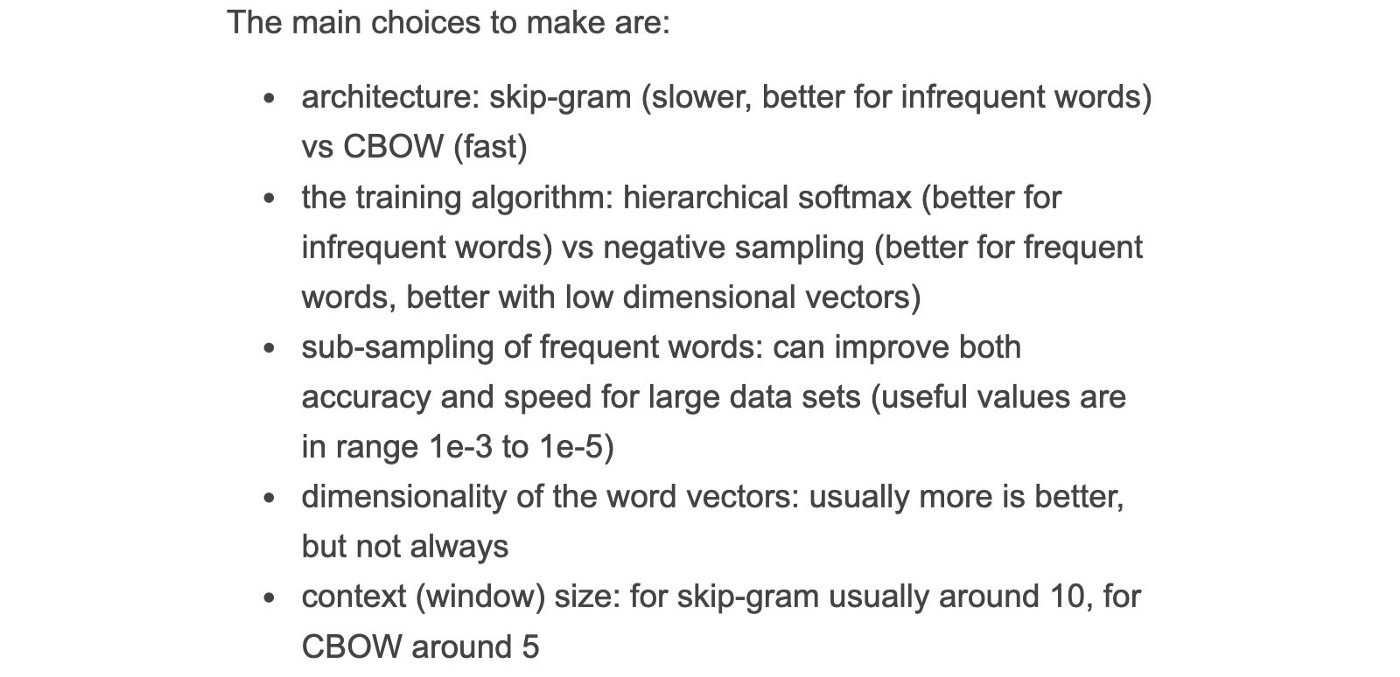 The main choices to make are:
• architecture: skip-gram (slower, better for infrequent words)
vs CBOW (fast)
• the training algorithm: hierarchical softmax (better for
infrequent words) vs negative sampling (better for frequent
words, better with low dimensional vectors)
• sub-sampling of frequent words: can improve both
accuracy and speed for large data sets (useful values are
in range 1e-3 to 1e-5)
• dimensionality of the word vectors: usually more is better,
but not always
• context (window) size: for skip-gram usually around 10, for
CBOW around 5